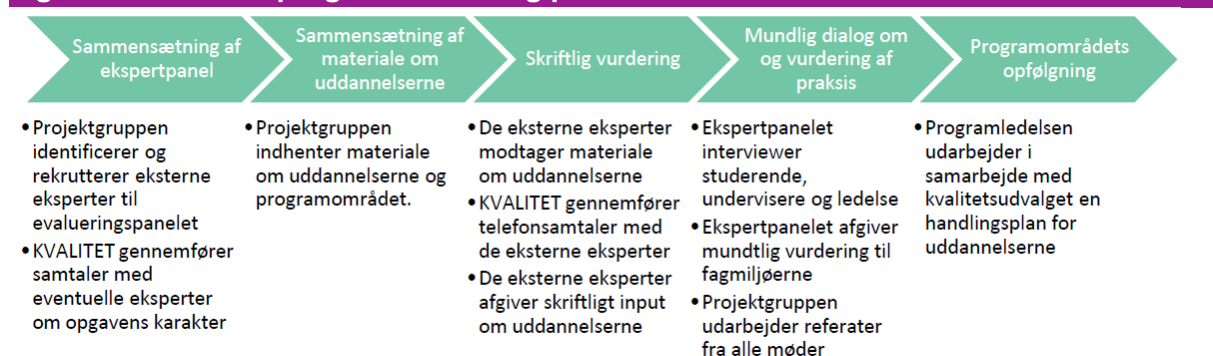 Sammensætning af
ekspertpanel
Sammensætning af
materiale om
uddannelserne
Skriftlig vurdering
Mundlig dialog om
og vurdering af
praksis
Programområdets
opfølgning
•Projektgruppen
identificerer og
rekrutterer eksterne
eksperter til
evalueringspanelet
•KVALITET gennemfører
samtaler med
eventuelle eksperter
om opgavens karakter
•Projektgruppen
indhenter materiale
om uddannelserne og
programområdet.
•De eksterne eksperter
modtager materiale
om uddannelserne
•KVALITET gennemfører
telefonsamtaler med
de eksterne eksperter
•De eksterne eksperter
afgiver skriftligt input
om uddannelserne
•Ekspertpanelet
interviewer
studerende,
undervisere og ledelse
•Ekspertpanelet afgiver
mundtlig vurdering til
fagmiljøerne
•Projektgruppen
udarbejder referater
fra alle møder
•Programledelsen
udarbejder i
samarbejde med
kvalitetsudvalget en
handlingsplan for
uddannelserne